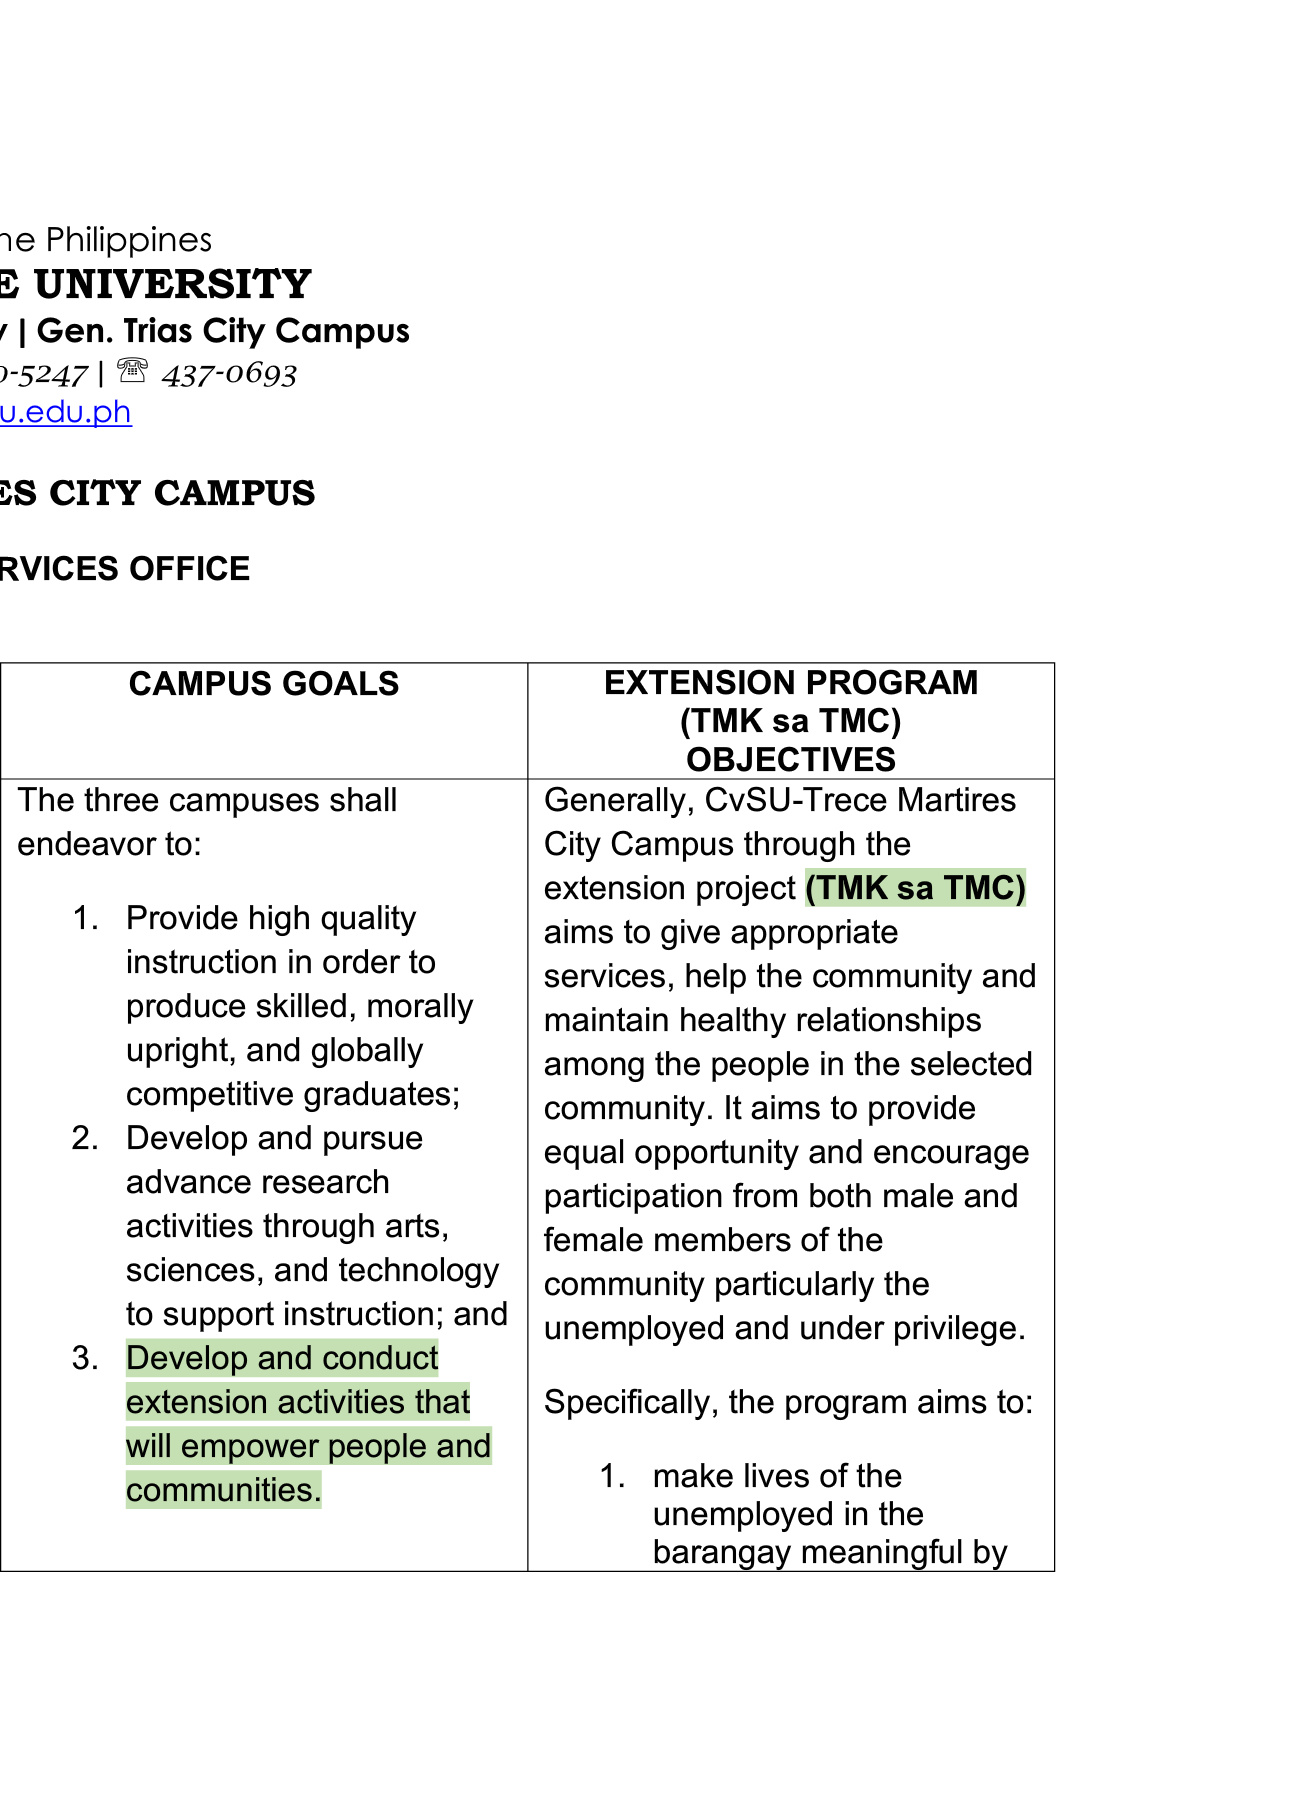 he Philippines
E UNIVERSITY
| Gen. Trias City Campus
0-5247 | ☏ 437-0693
u.edu.ph
ES CITY CAMPUS
RVICES OFFICE
CAMPUS GOALS
The three campuses shall
endeavor to:
1. Provide high quality
instruction in order to
produce skilled, morally
upright, and globally
competitive graduates;
2. Develop and pursue
advance research
activities through arts,
sciences, and technology
to support instruction; and
3. Develop and conduct
extension activities that
will empower people and
communities.
EXTENSION PROGRAM
(TMK sa TMC)
OBJECTIVES
Generally, CvSU-Trece Martires
City Campus through the
extension project (TMK sa TMC)
aims to give appropriate
services, help the community and
maintain healthy relationships
among the people in the selected
community. It aims to provide
equal opportunity and encourage
participation from both male and
female members of the
community particularly the
unemployed and under privilege.
Specifically, the program aims to:
1. make lives of the
unemployed in the
barangay meaningful by